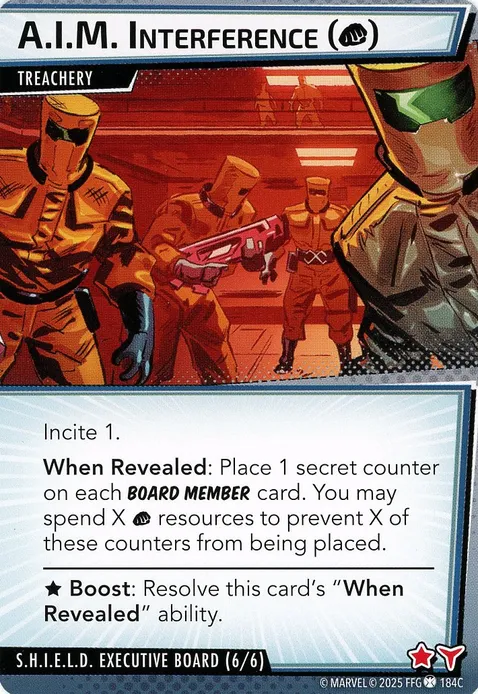 A.I.M. INTERFERENCE ()
TREACHERY
Incite 1.
When Revealed: Place 1 secret counter
on each BOARD MEMBER card. You may
spend X resources to prevent X of
these counters from being placed.
★ Boost: Resolve this card's “When
Revealed” ability.
S.H.I.E.L.D. EXECUTIVE BOARD (6/6)
© MARVEL © 2025 FFG 184C